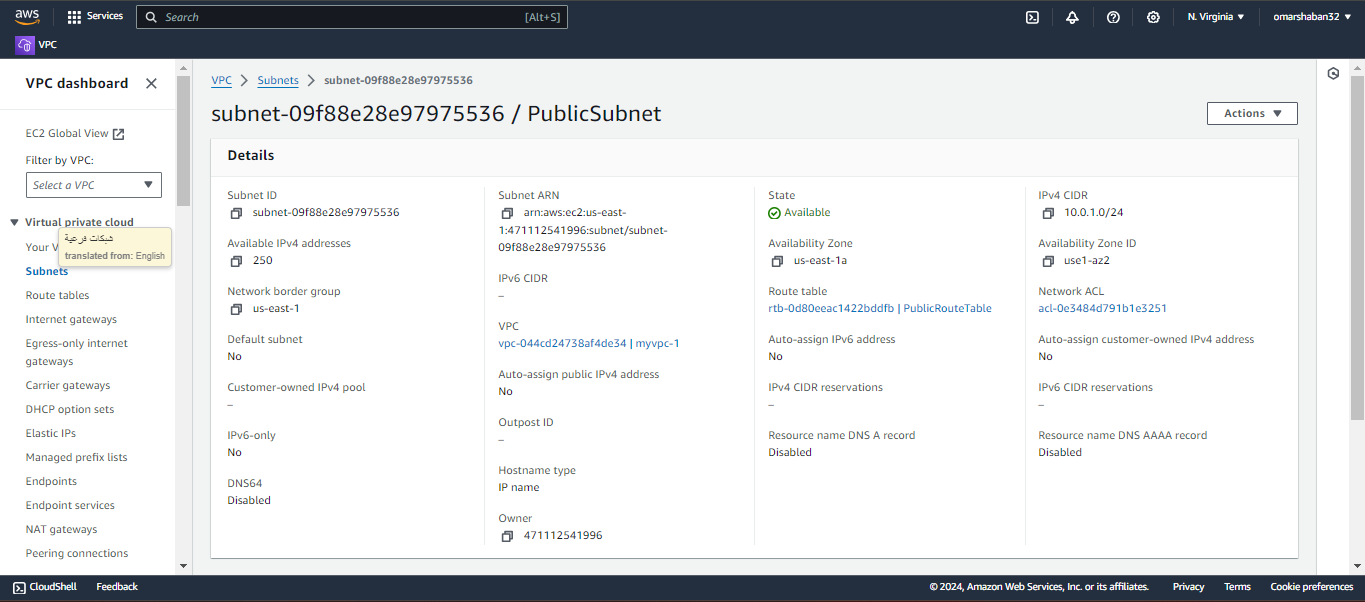 aws
Services
Search
[Alt+S]
N. Virginia
omarshaban32
VPC
VPC dashboard
EC2 Global View
Filter by VPC:
Select a VPC
Virtual private cloud
Your V
شبكات فرعية
translated from: English
Subnets
Route tables
Internet gateways
Egress-only internet
gateways
Carrier gateways
DHCP option sets
Elastic IPs
Managed prefix lists
Endpoints
Endpoint services
NAT gateways
Peering connections
VPC > Subnets > subnet-09f88e28e97975536
subnet-09f88e28e97975536 / PublicSubnet
Actions
Details
Subnet ID
subnet-09f88e28e97975536
Available IPv4 addresses
250
Network border group
us-east-1
Default subnet
No
Customer-owned IPv4 pool
–
IPv6-only
No
DNS64
Disabled
Subnet ARN
arn:aws:ec2:us-east-
1:471112541996:subnet/subnet-
09f88e28e97975536
IPv6 CIDR
–
VPC
vpc-044cd24738af4de34 | myvpc-1
Auto-assign public IPv4 address
No
Outpost ID
–
Hostname type
IP name
Owner
471112541996
State
Available
Availability Zone
us-east-1a
Route table
rtb-0d80eeac1422bddfb | PublicRouteTable
Auto-assign IPv6 address
No
IPv4 CIDR reservations
–
Resource name DNS A record
Disabled
IPv4 CIDR
10.0.1.0/24
Availability Zone ID
use1-az2
Network ACL
acl-0e3484d791b1e3251
Auto-assign customer-owned IPv4 address
No
IPv6 CIDR reservations
–
Resource name DNS AAAA record
Disabled
CloudShell
Feedback
© 2024, Amazon Web Services, Inc. or its affiliates.
Privacy
Terms
Cookie preferences